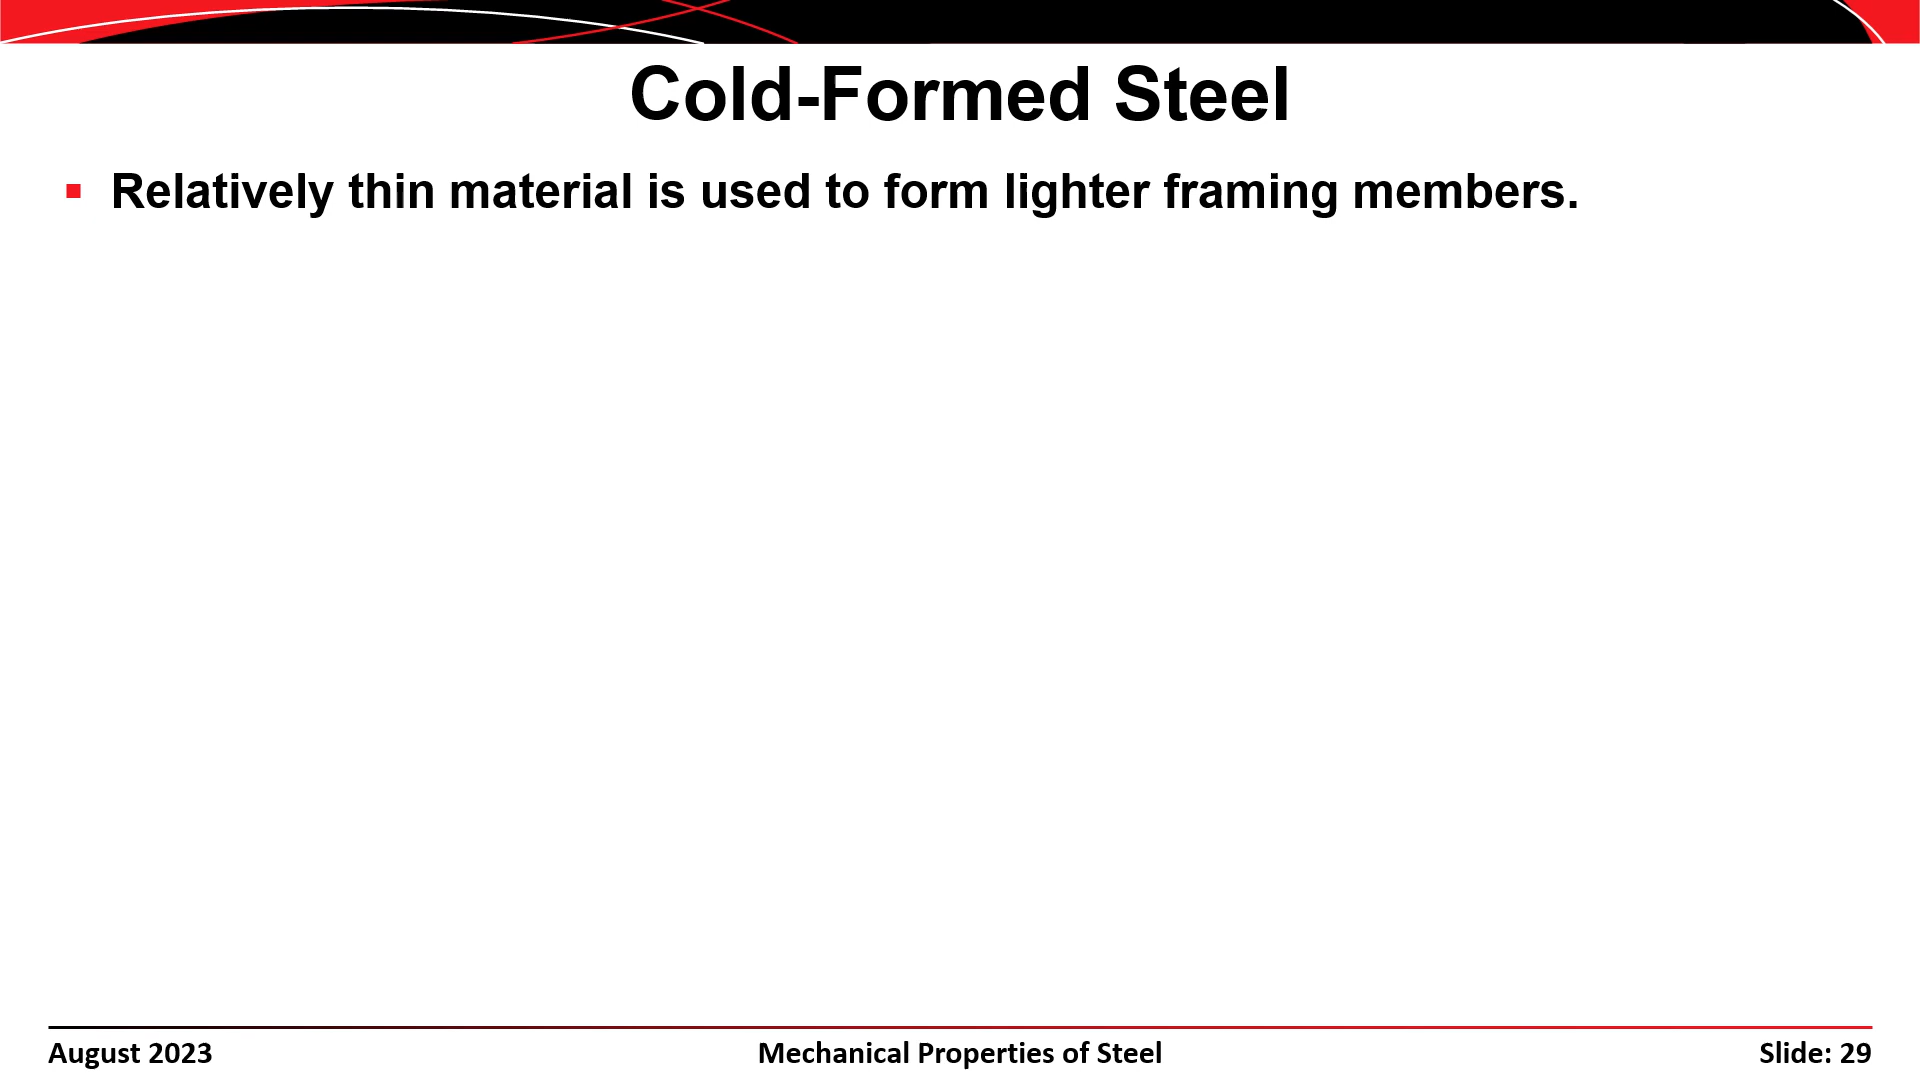 Cold-Formed Steel
▪ Relatively thin material is used to form lighter framing members.
August 2023
Mechanical Properties of Steel
Slide: 29